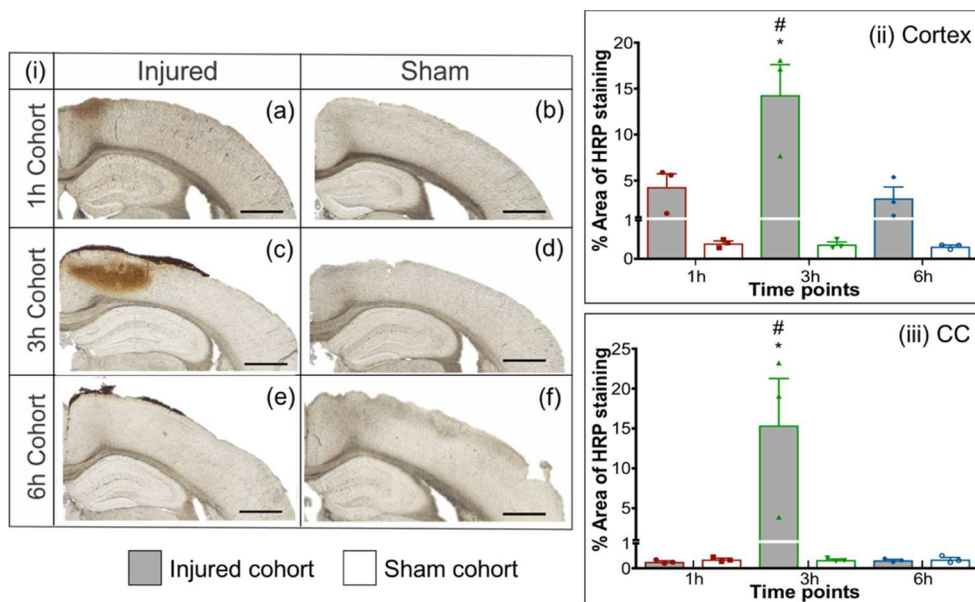 (i) Injured Sham
1h Cohort (a) (b)
3h Cohort (c) (d)
6h Cohort (e) (f)
Injured cohort Sham cohort
(ii) Cortex
# 
*
% Area of HRP staining
20
15
10
5
1
0
1h 3h 6h
Time points
(iii) CC
#
*
% Area of HRP staining
25
20
15
10
5
1
0
1h 3h 6h
Time points